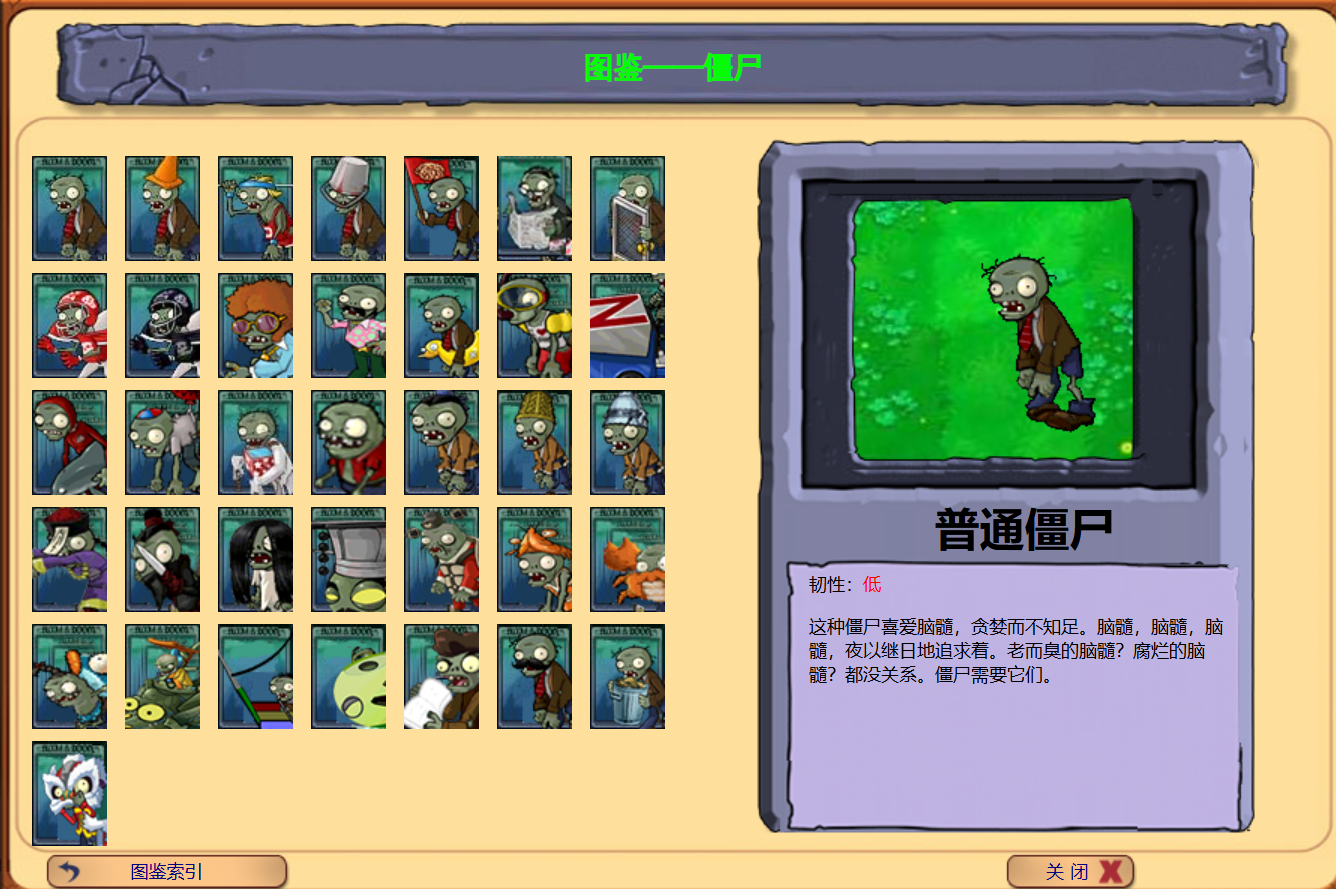 图鉴——僵尸
普通僵尸
韧性：低
这种僵尸喜爱脑髓，贪婪而不知足。脑髓，脑髓，脑
髓，夜以继日地追求着。老而臭的脑髓？腐烂的脑
髓？都没关系。僵尸需要它们。
图鉴索引
关 闭